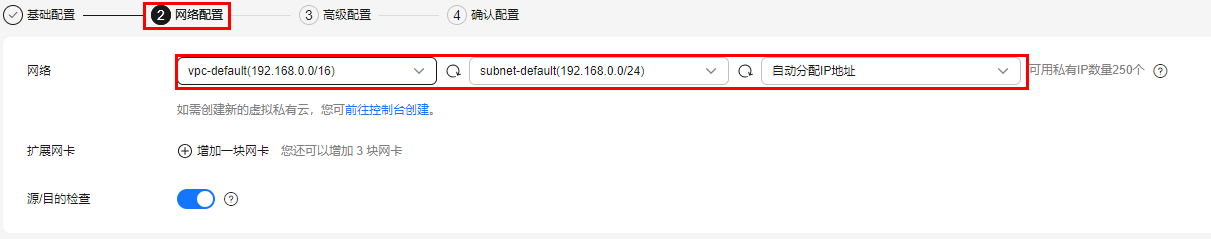 基础配置 2 网络配置 3 高级配置 4 确认配置
网络 vpc-default(192.168.0.0/16) subnet-default(192.168.0.0/24) 自动分配IP地址 可用私有IP数量250个 ?
如需创建新的虚拟私有云，您可前往控制台创建。
扩展网卡 增加一块网卡 您还可以增加 3 块网卡
源/目的检查 ?